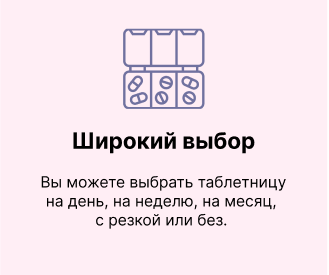 Широкий выбор
Вы можете выбрать таблетницу
на день, на неделю, на месяц,
с резкой или без.